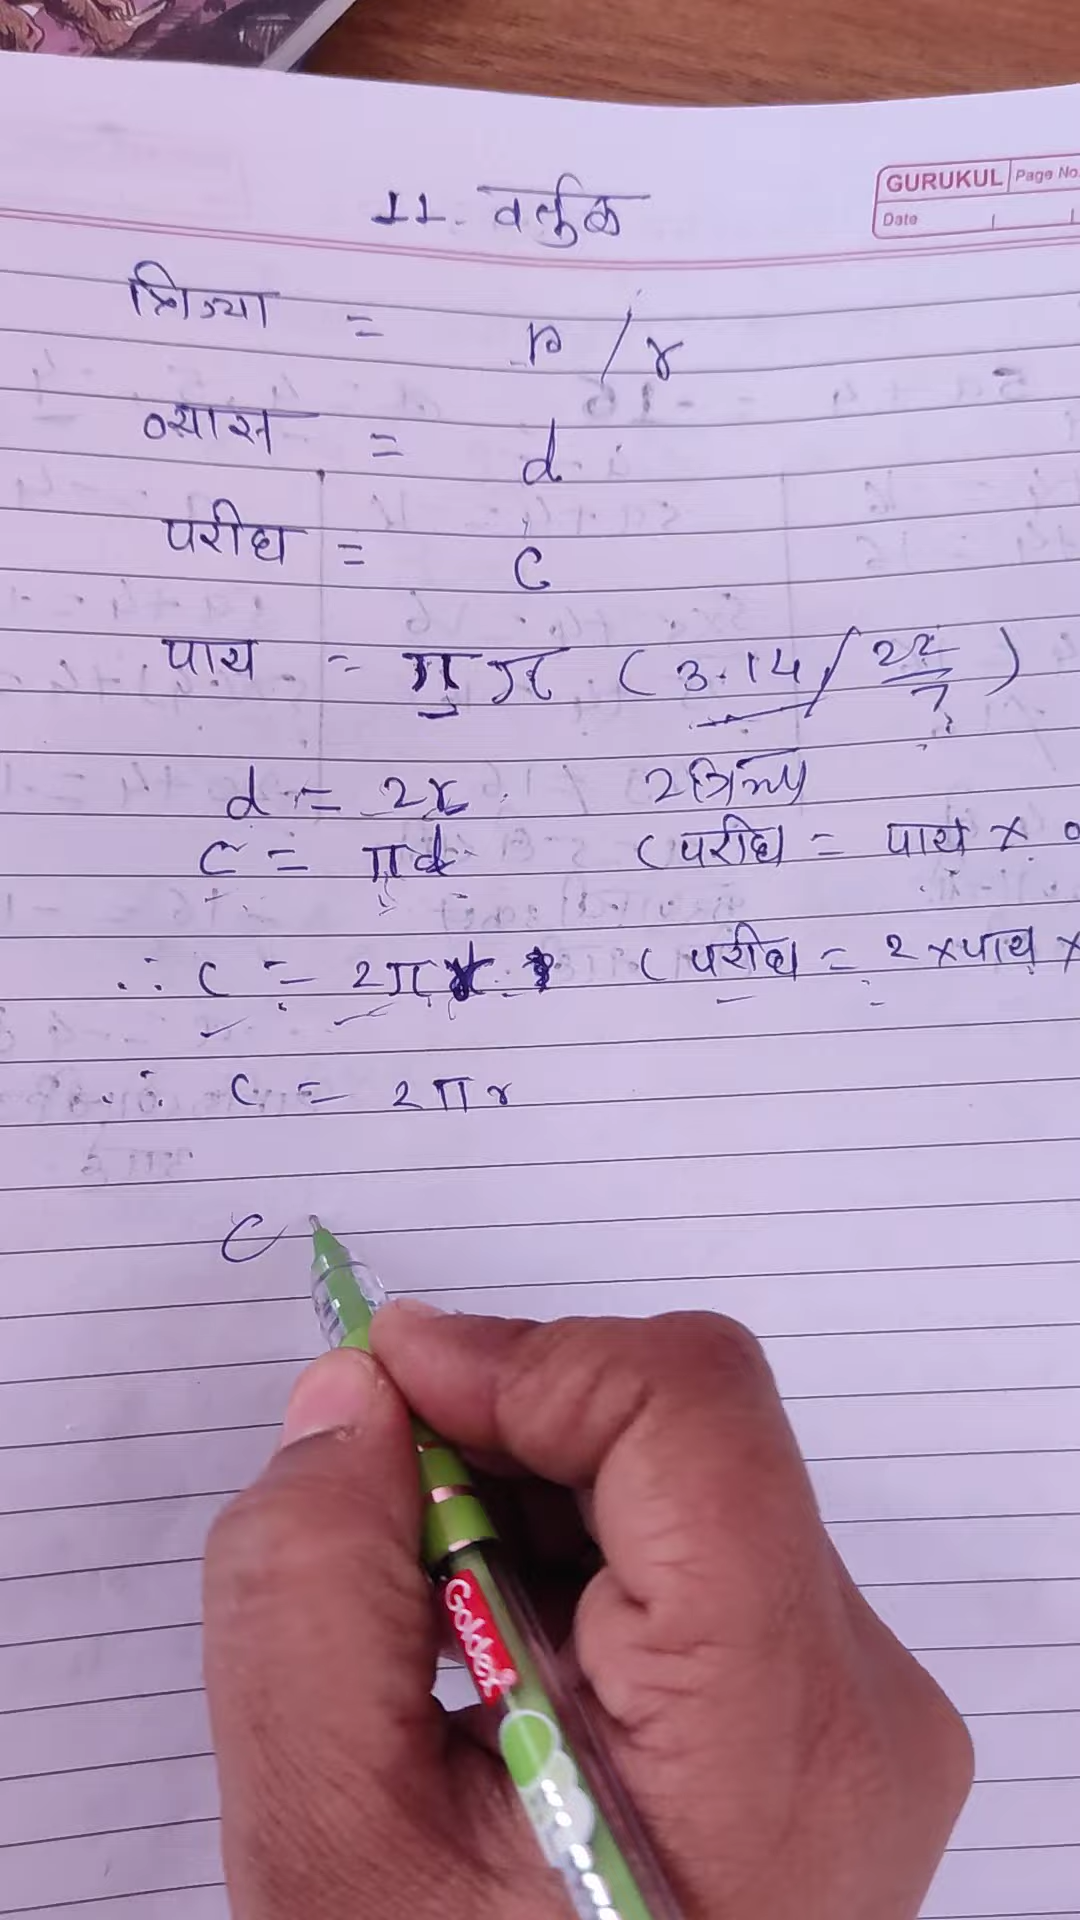 GURUKUL Page No.
Date
11. वर्तुळ
त्रिज्या = r / r
व्यास = d
परीघ = C
पाय = π π ( 3.14 / 22/7 )
d = 2r 2त्रिज्या
C = πd ( परीघ = पाय ×
∴ C = 2πr ( परीघ = 2 × पाय ×
∴ C = 2πr
C
Goldex